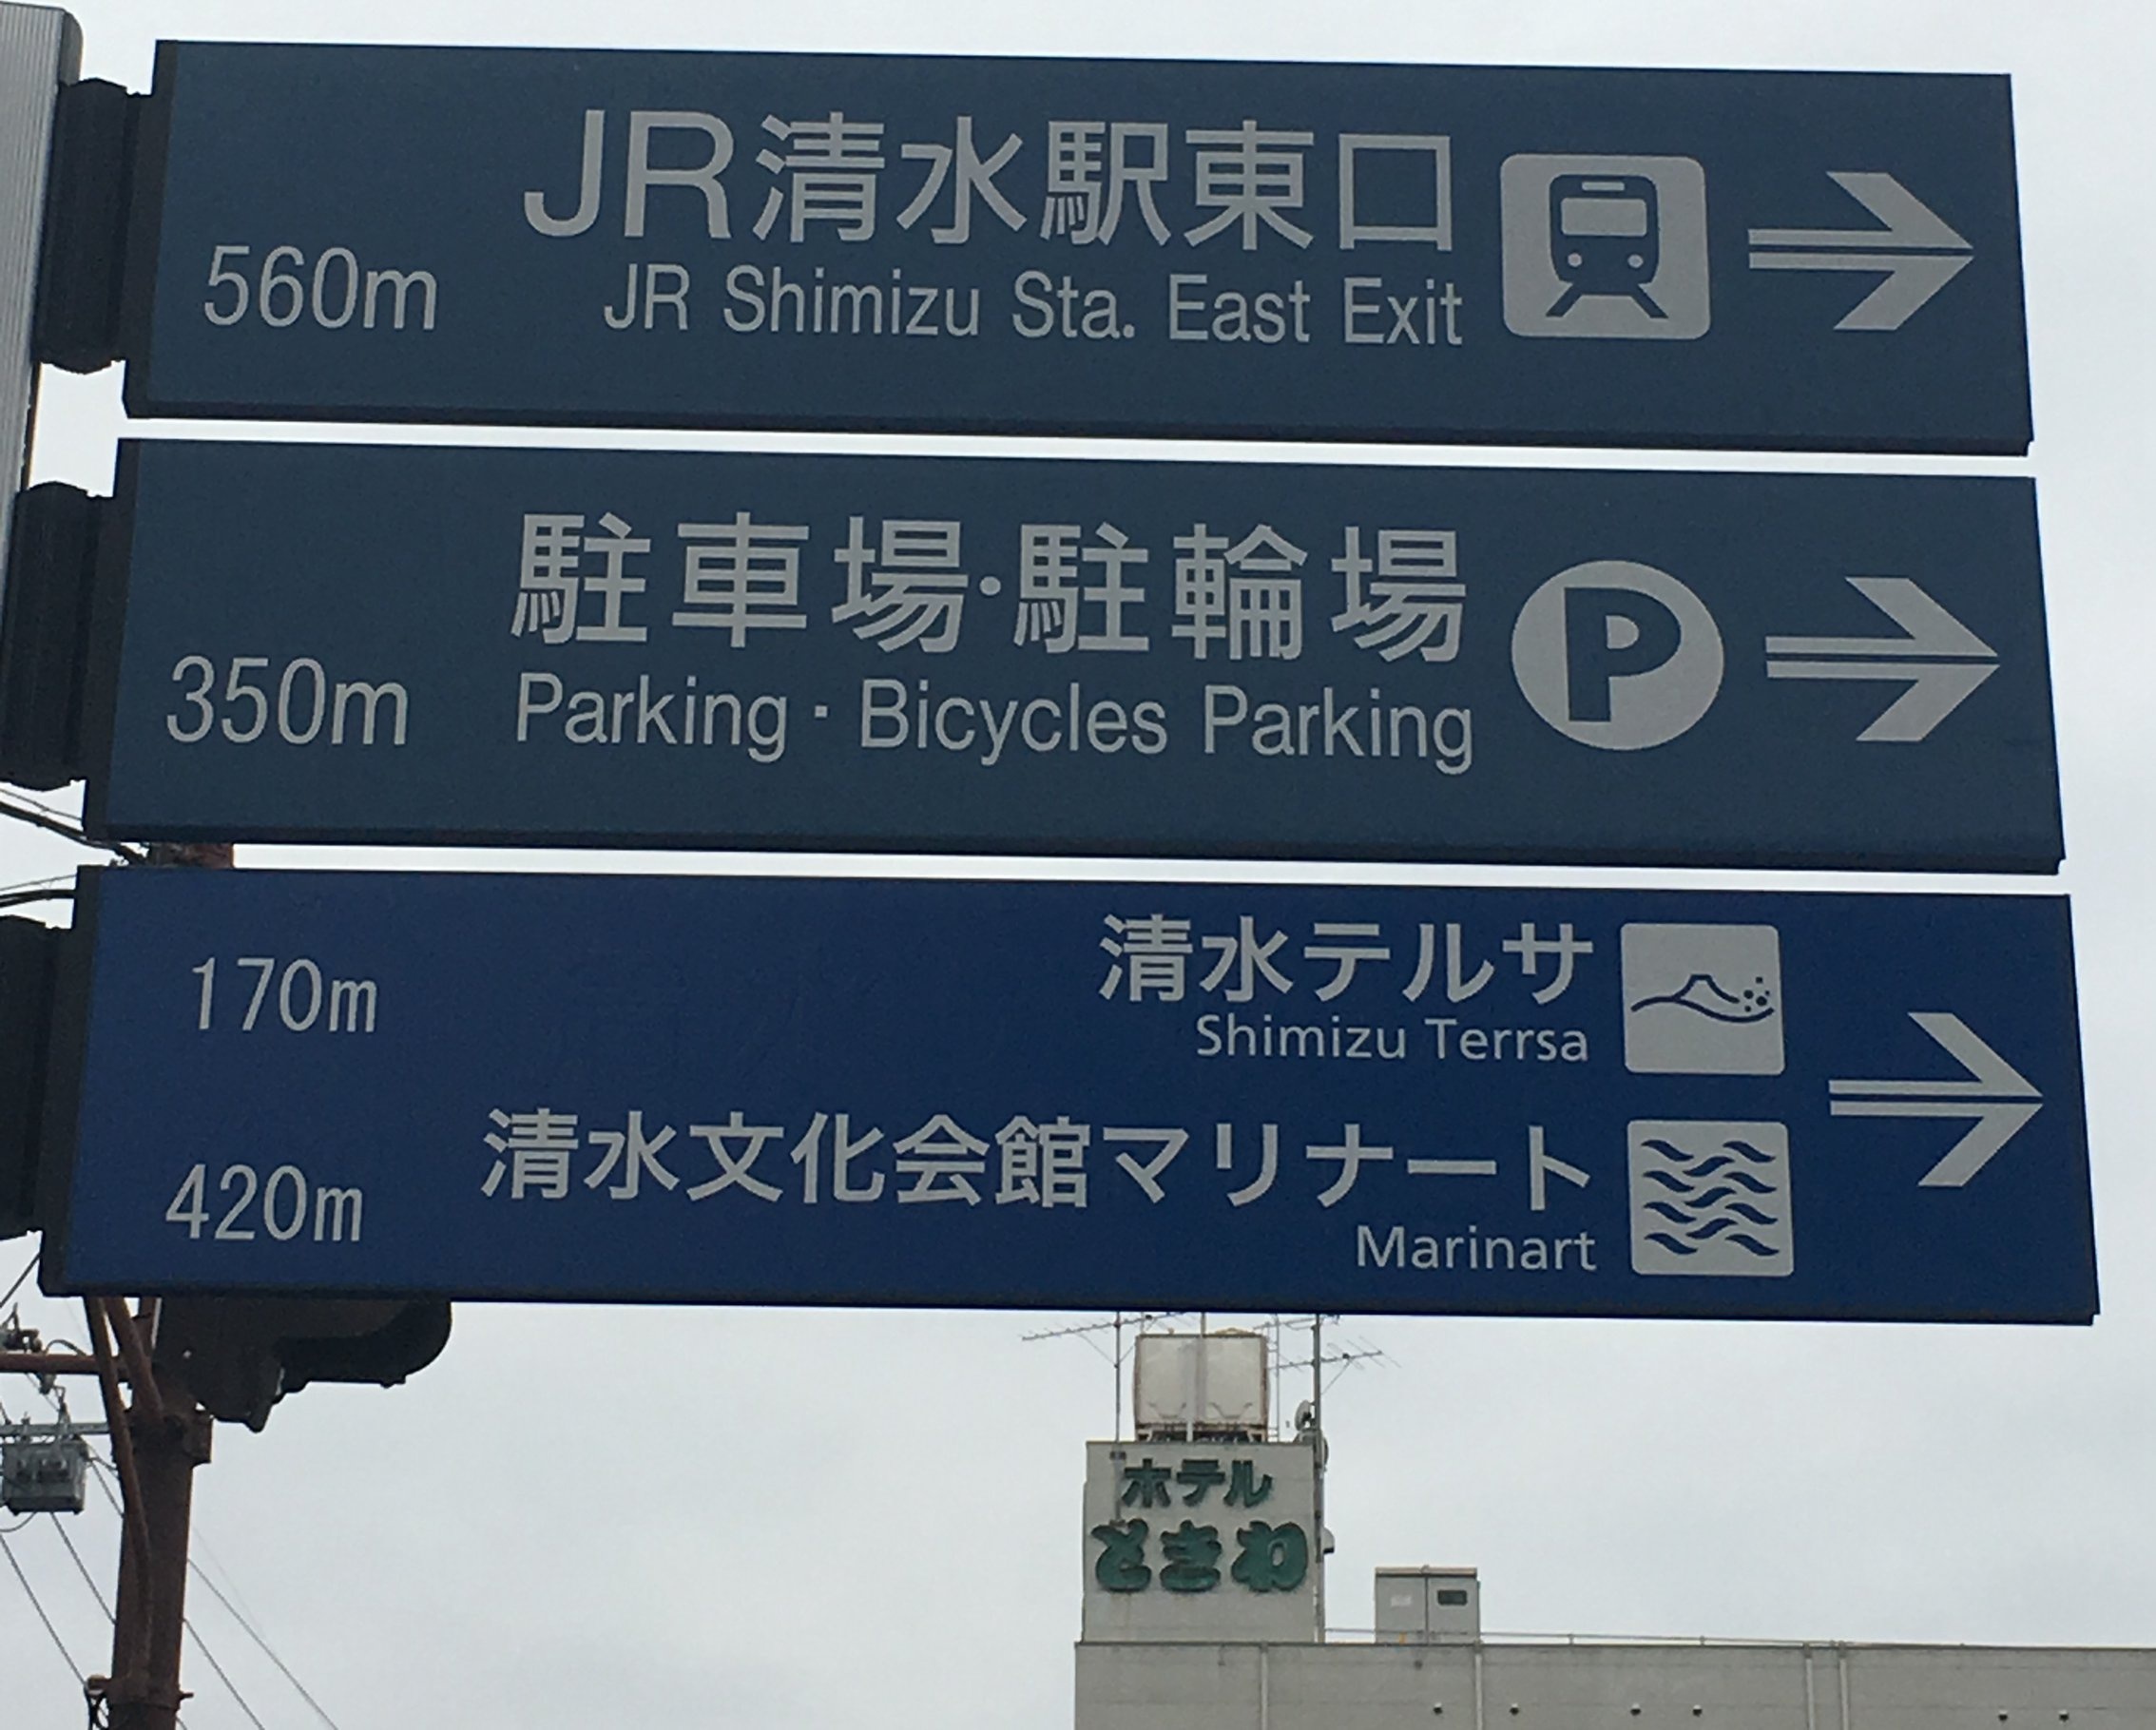 JR清水駅東口
560m JR Shimizu Sta. East Exit
駐車場・駐輪場 P
350m Parking・Bicycles Parking
170m 清水テルサ
Shimizu Terrsa
420m 清水文化会館マリナート
Marinart
ホテル
ときわ